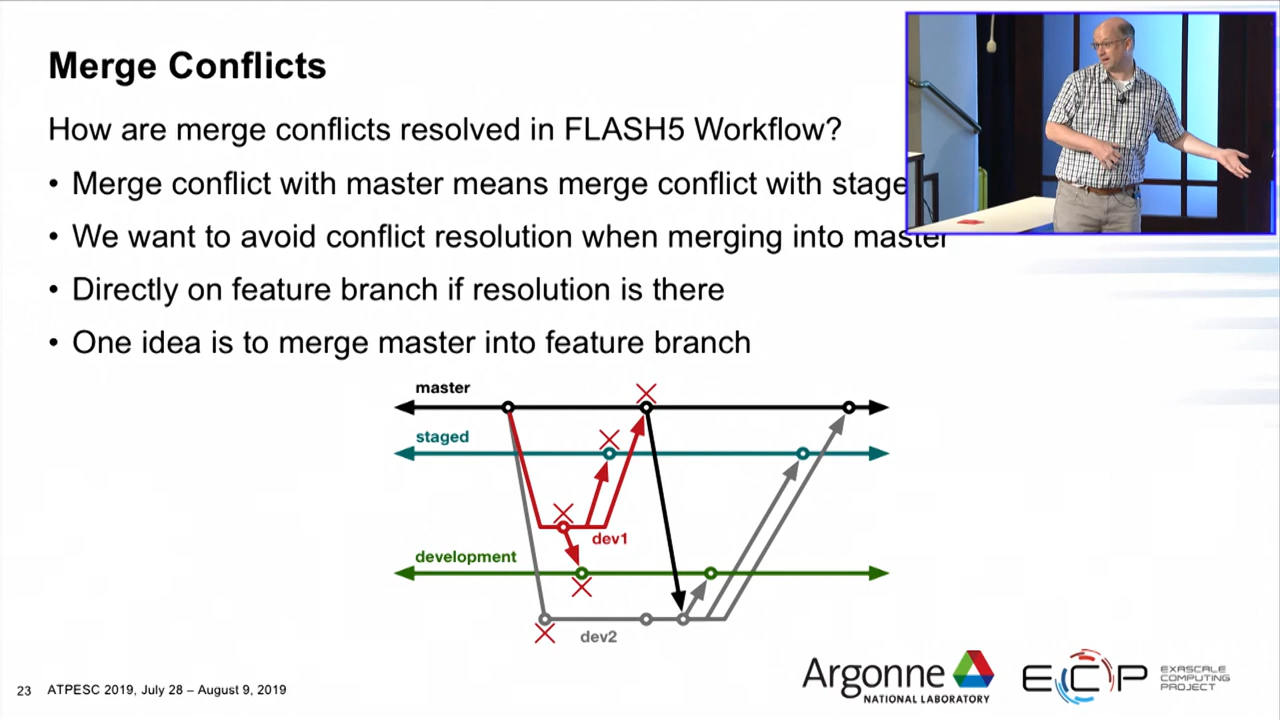 Merge Conflicts
How are merge conflicts resolved in FLASH5 Workflow?
• Merge conflict with master means merge conflict with stage
• We want to avoid conflict resolution when merging into master
• Directly on feature branch if resolution is there
• One idea is to merge master into feature branch
master
staged
dev1
development
dev2
23 ATPESC 2019, July 28 – August 9, 2019
Argonne
NATIONAL LABORATORY
ECP
EXASCALE
COMPUTING
PROJECT